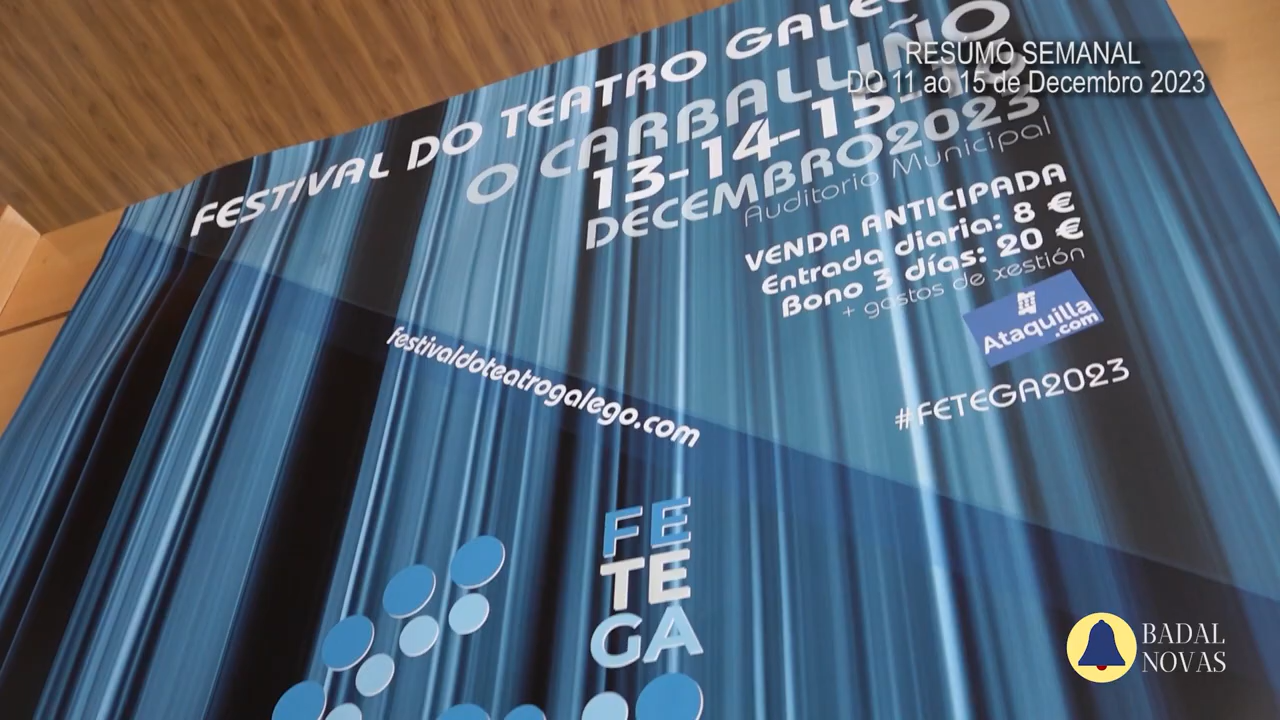 RESUMO SEMANAL
DO 11 ao 15 de Decembro 2023
FESTIVAL DO TEATRO GALEGO
O CARBALLIÑO
13-14-15-16
DECEMBRO2023
Auditorio Municipal
VENDA ANTICIPADA
Entrada diaria: 8 €
Bono 3 días: 20 €
+ gastos de xestión
Ataquilla
.com
#FETEGA2023
festivaldoteatrogalego.com
FE
TE
GA
BADAL
NOVAS